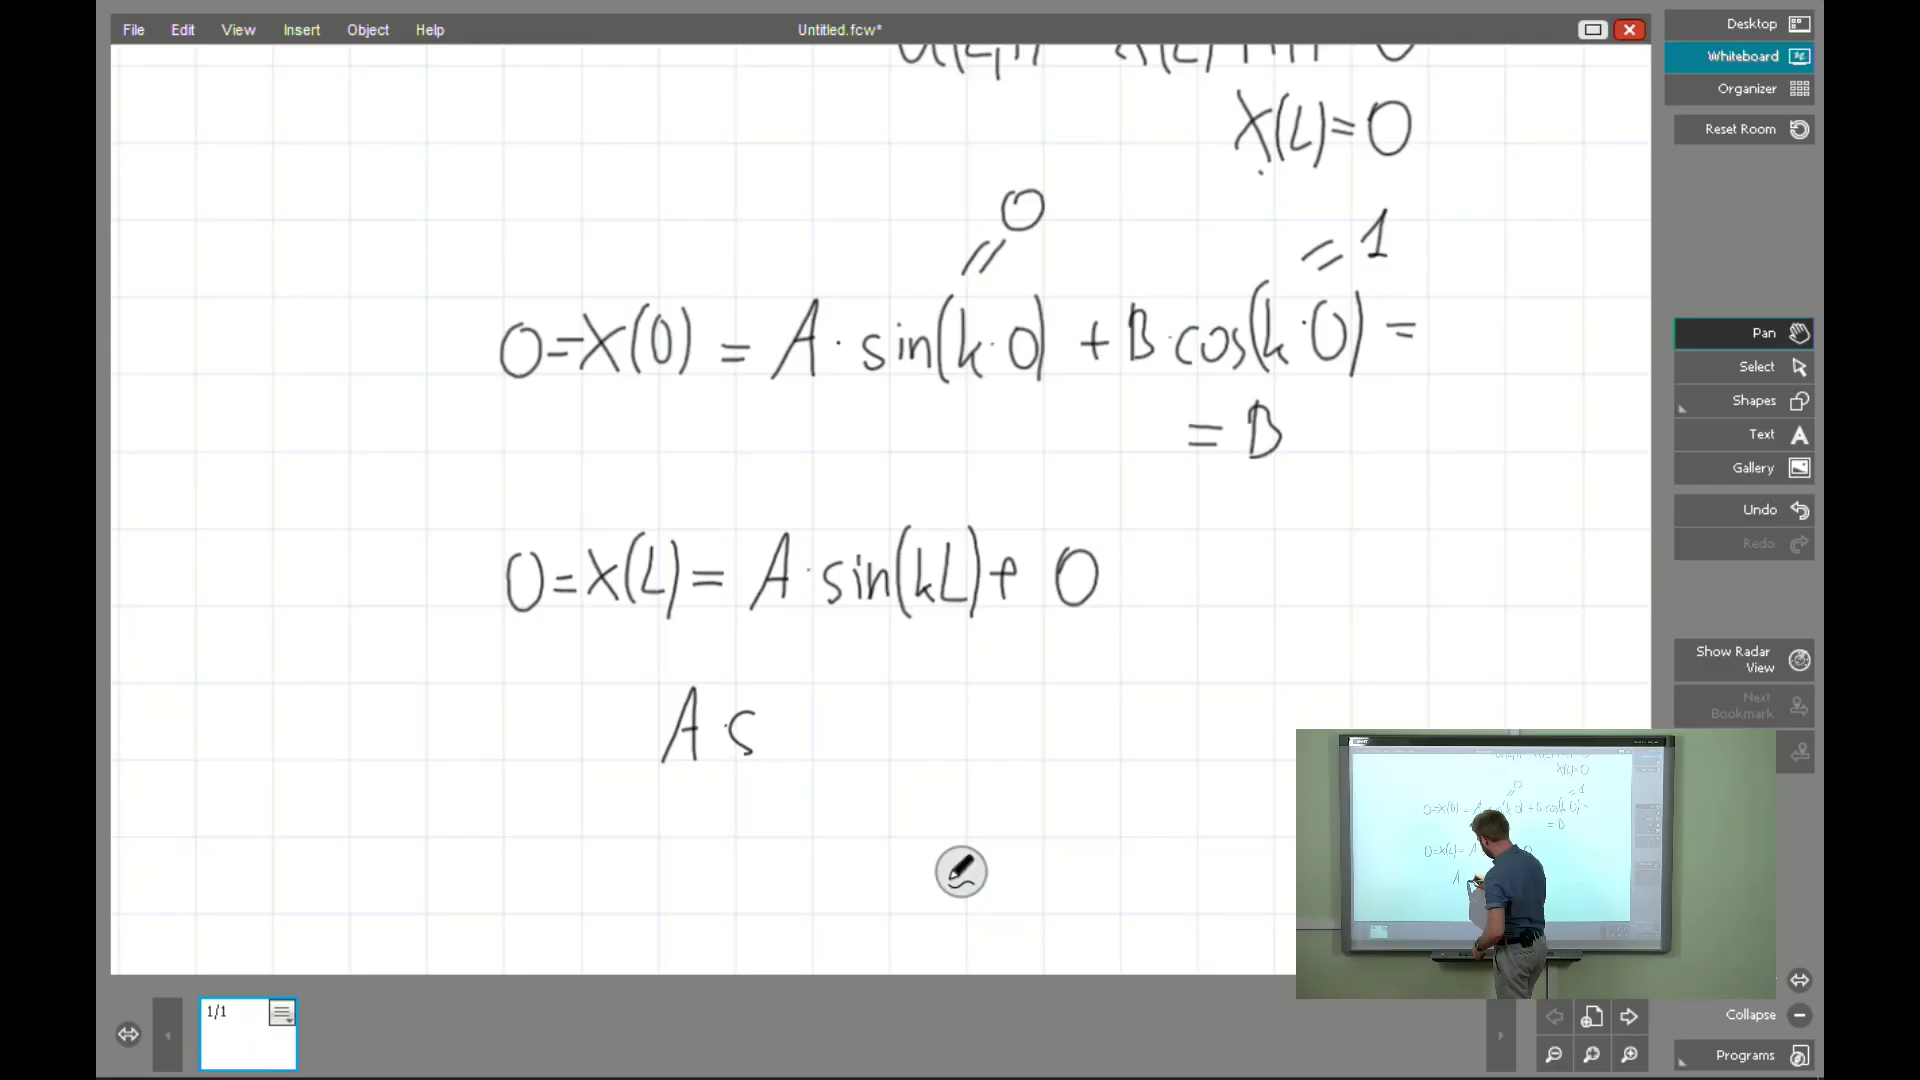 File Edit View Insert Object Help
Untitled.fcw*
Desktop
Whiteboard
Organizer
Reset Room
X(L)=0
0
= 1
0=X(0) = A·sin(k·0) + B·cos(k·0) =
= B
0=X(L) = A·sin(kL)+ 0
A·s
Pan
Select
Shapes
Text
Gallery
Undo
Redo
Show Radar
View
Next
Bookmark
1/1
Collapse
Programs